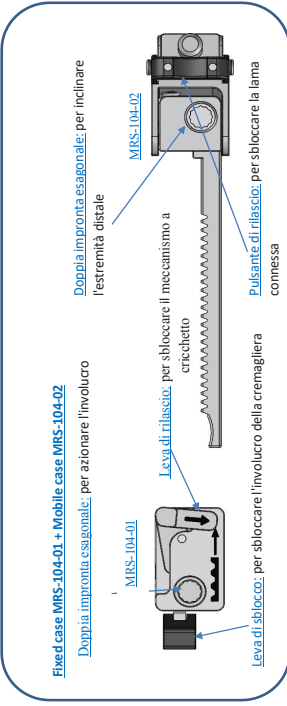 Fixed case MRS-104-01 + Mobile case MRS-104-02
Doppia impronta esagonale: per azionare l'involucro
MRS-104-01
Leva di rilascio: per sbloccare il meccanismo a
cricchetto
Leva di sblocco: per sbloccare l'involucro della cremagliera
Doppia impronta esagonale: per inclinare
l'estremità distale
MRS-104-02
Pulsante di rilascio: per sbloccare la lama
connessa